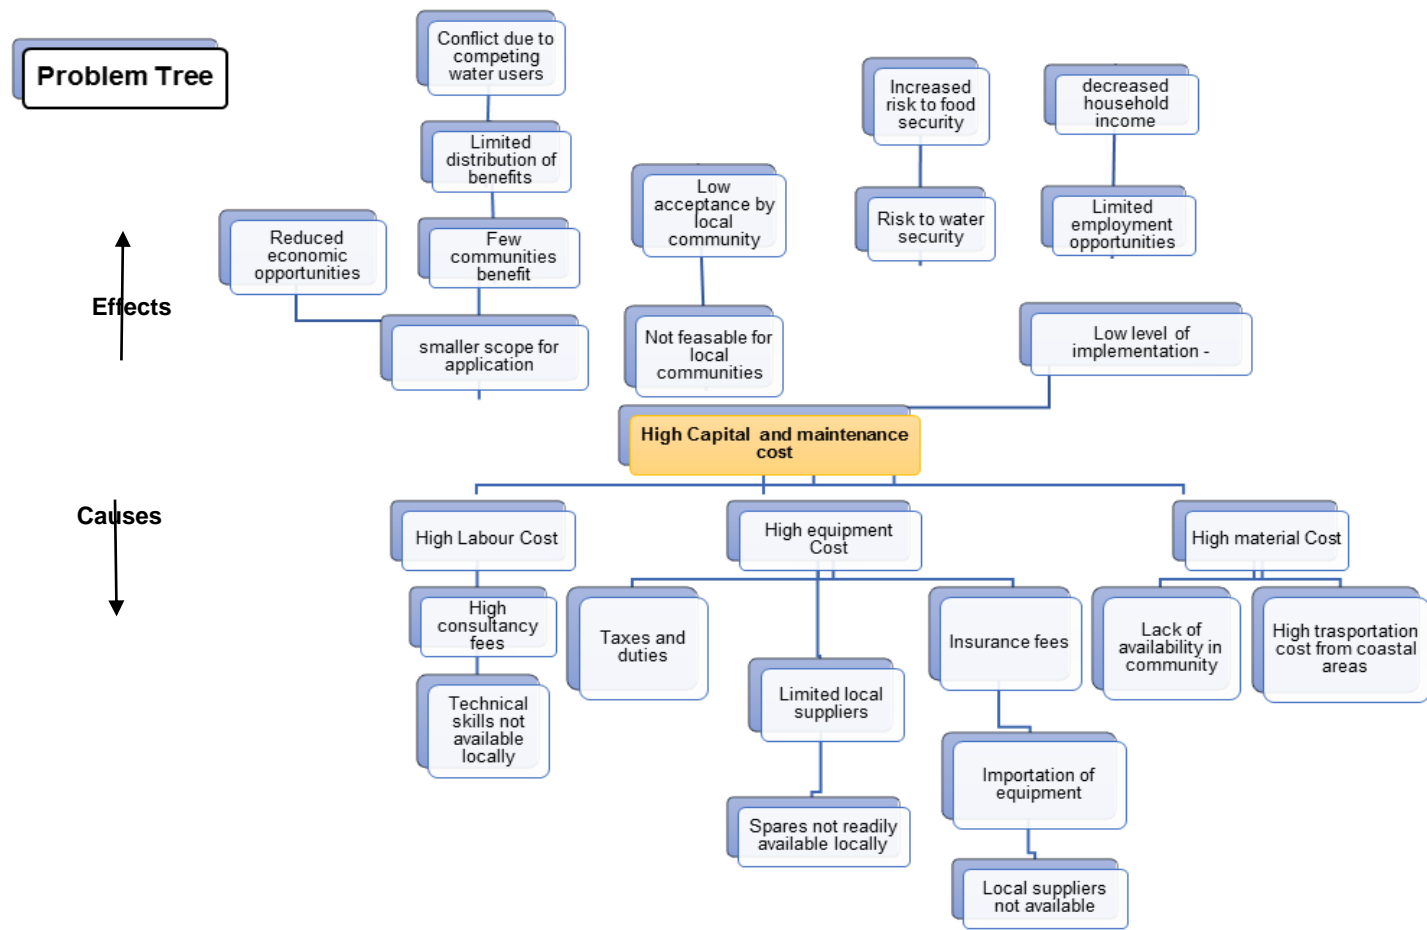 Problem Tree
Conflict due to
competing
water users
Increased
risk to food
security
decreased
household
income
Limited
distribution of
benefits
Low
acceptance by
local
community
Risk to water
security
Limited
employment
opportunities
Reduced
economic
opportunities
Few
communities
benefit
Effects
smaller scope for
application
Not feasable for
local
communities
Low level of
implementation -
High Capital and maintenance
cost
Causes
High Labour Cost
High equipment
Cost
High material Cost
High
consultancy
fees
Taxes and
duties
Insurance fees
Lack of
availability in
community
High trasportation
cost from coastal
areas
Technical
skills not
available
locally
Limited local
suppliers
Importation of
equipment
Spares not readily
available locally
Local suppliers
not available